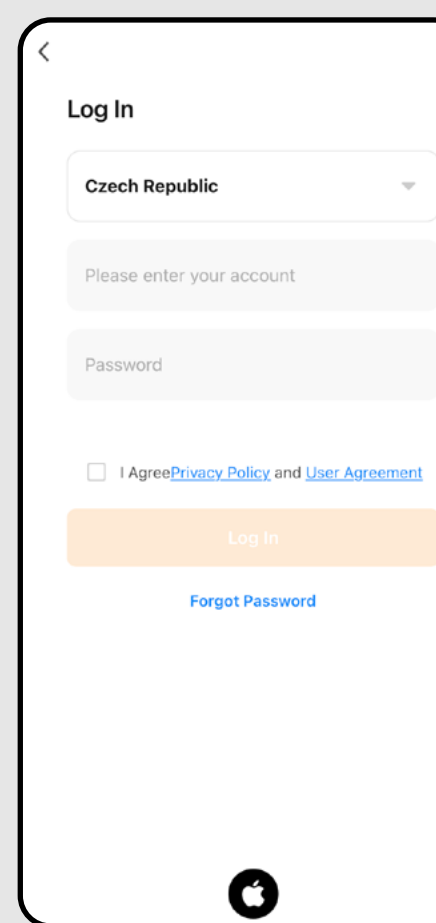 Log In
Czech Republic
Please enter your account
Password
I AgreePrivacy Policy and User Agreement
Log In
Forgot Password